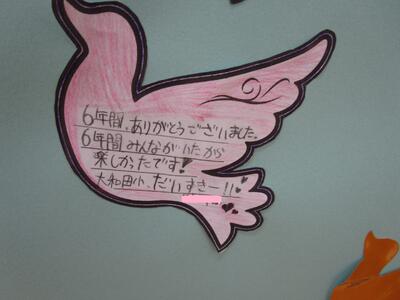 6年間、ありがとうございました。
6年間みんながいたから
楽しかったです!
大和田小、だいすきー!!